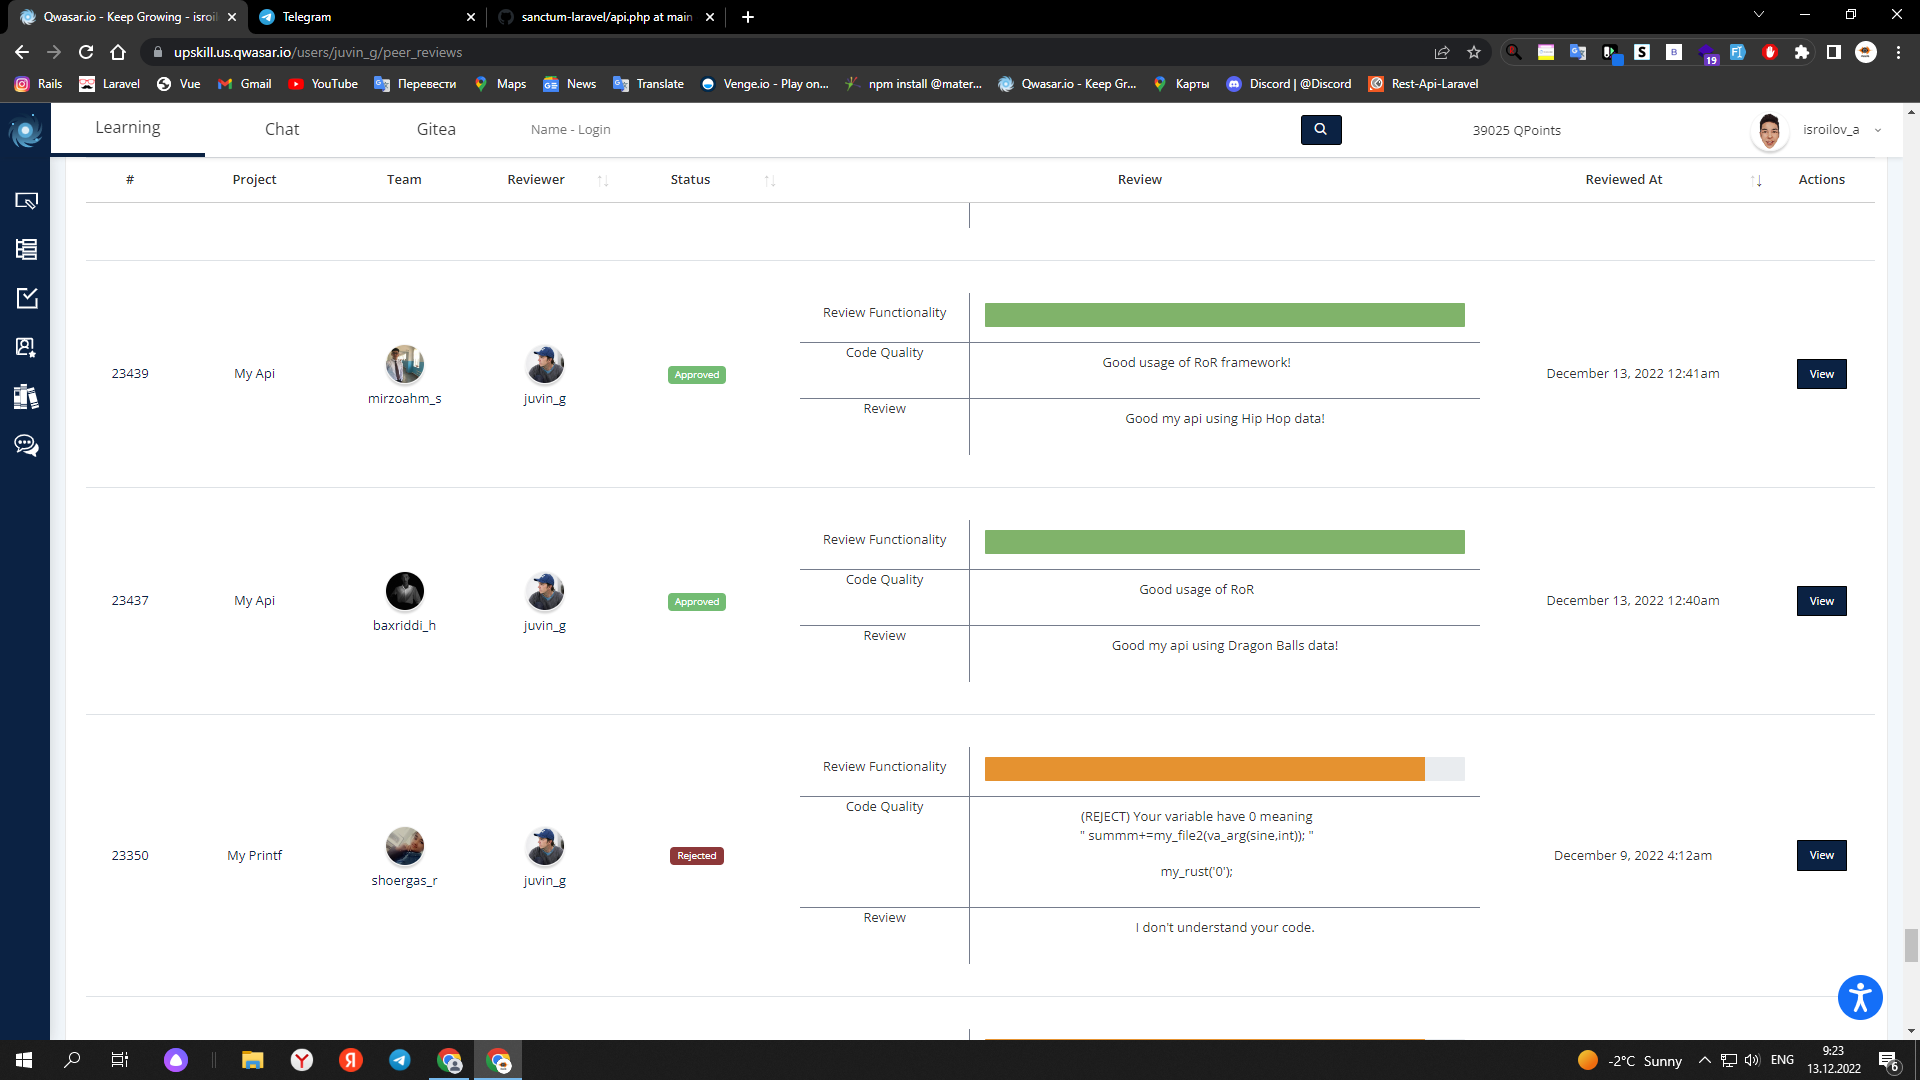 Qwasar.io - Keep Growing - isroil
Telegram
sanctum-laravel/api.php at main
upskill.us.qwasar.io/users/juvin_g/peer_reviews
19
Rails
Laravel
Vue
Gmail
YouTube
Перевести
Maps
News
Translate
Venge.io - Play on...
npm install @mater...
Qwasar.io - Keep Gr...
Карты
Discord | @Discord
Rest-Api-Laravel
Learning
Chat
Gitea
Name - Login
39025 QPoints
isroilov_a
#
Project
Team
Reviewer
Status
Review
Reviewed At
Actions
23439
My Api
mirzoahm_s
juvin_g
Approved
Review Functionality
Code Quality
Good usage of RoR framework!
Review
Good my api using Hip Hop data!
December 13, 2022 12:41am
View
23437
My Api
baxriddi_h
juvin_g
Approved
Review Functionality
Code Quality
Good usage of RoR
Review
Good my api using Dragon Balls data!
December 13, 2022 12:40am
View
23350
My Printf
shoergas_r
juvin_g
Rejected
Review Functionality
Code Quality
(REJECT) Your variable have 0 meaning
" summm+=my_file2(va_arg(sine,int)); "
my_rust('0');
Review
I don't understand your code.
December 9, 2022 4:12am
View
-2°C Sunny
ENG
9:23
13.12.2022
6